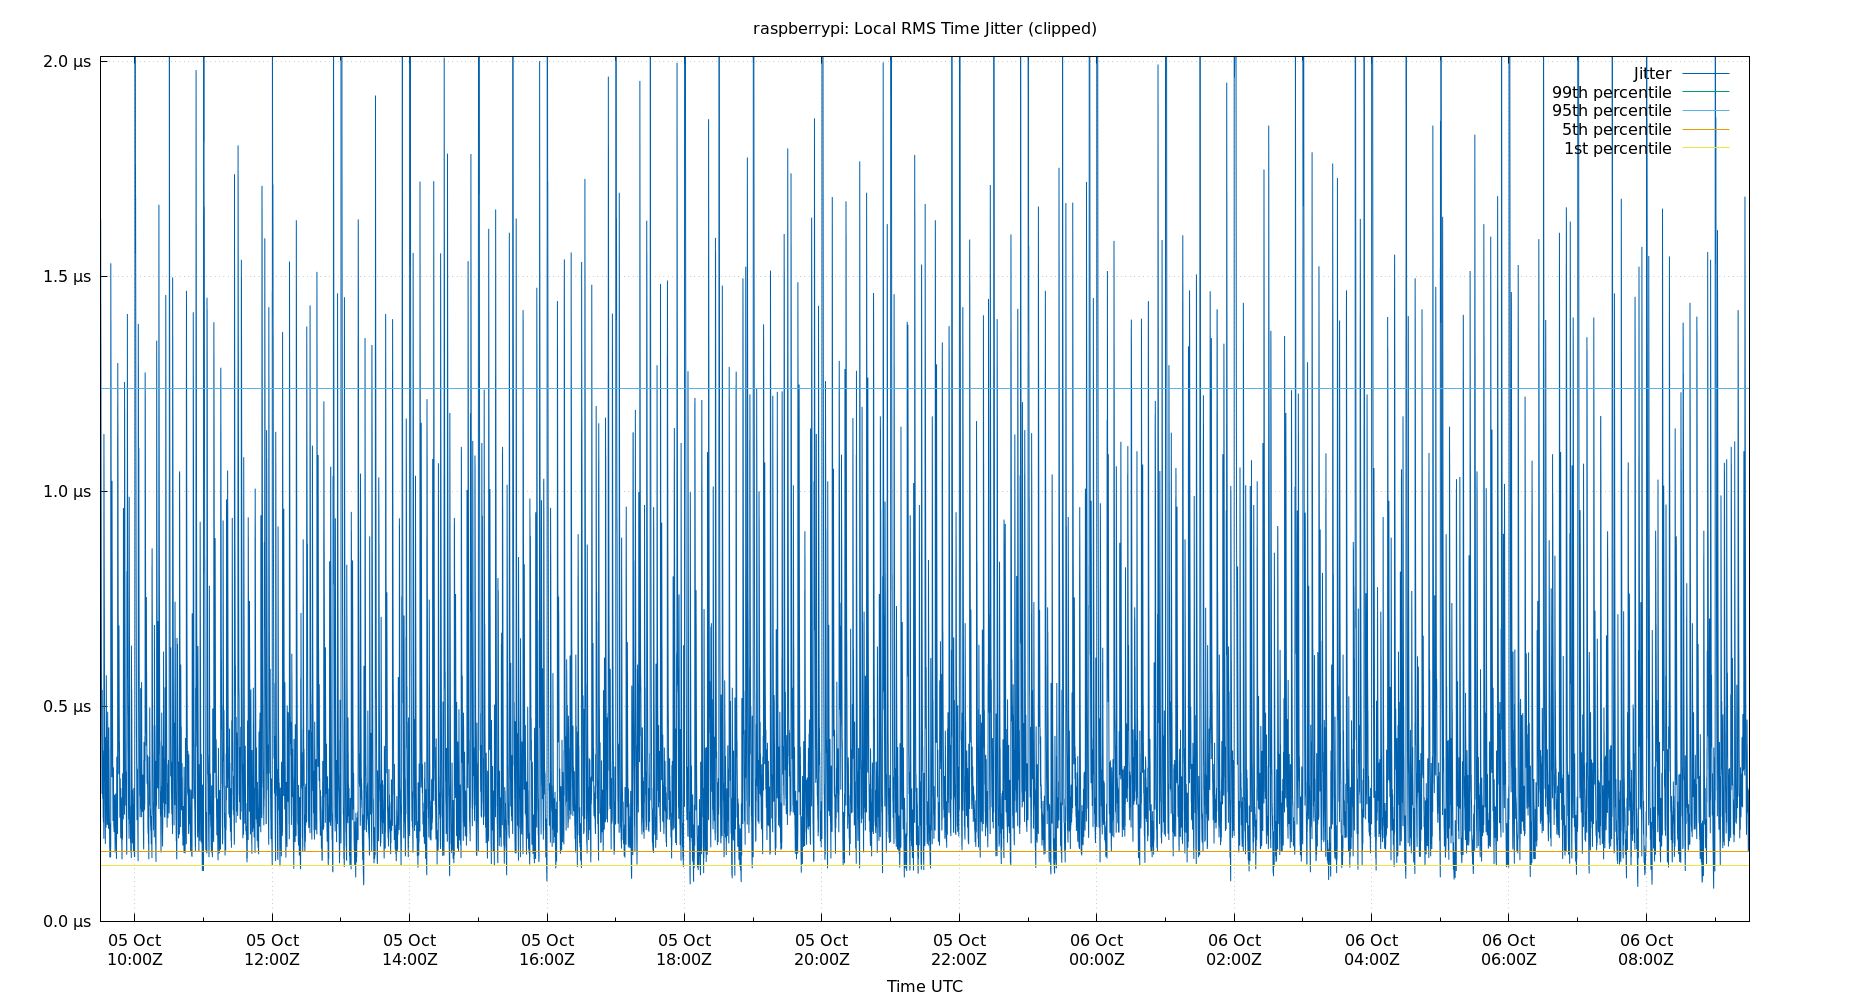 raspberrypi: Local RMS Time Jitter (clipped)
2.0 µs
1.5 µs
1.0 µs
0.5 µs
0.0 µs
Jitter
99th percentile
95th percentile
5th percentile
1st percentile
05 Oct 05 Oct 05 Oct 05 Oct 05 Oct 05 Oct 05 Oct 06 Oct 06 Oct 06 Oct 06 Oct 06 Oct
10:00Z 12:00Z 14:00Z 16:00Z 18:00Z 20:00Z 22:00Z 00:00Z 02:00Z 04:00Z 06:00Z 08:00Z
Time UTC